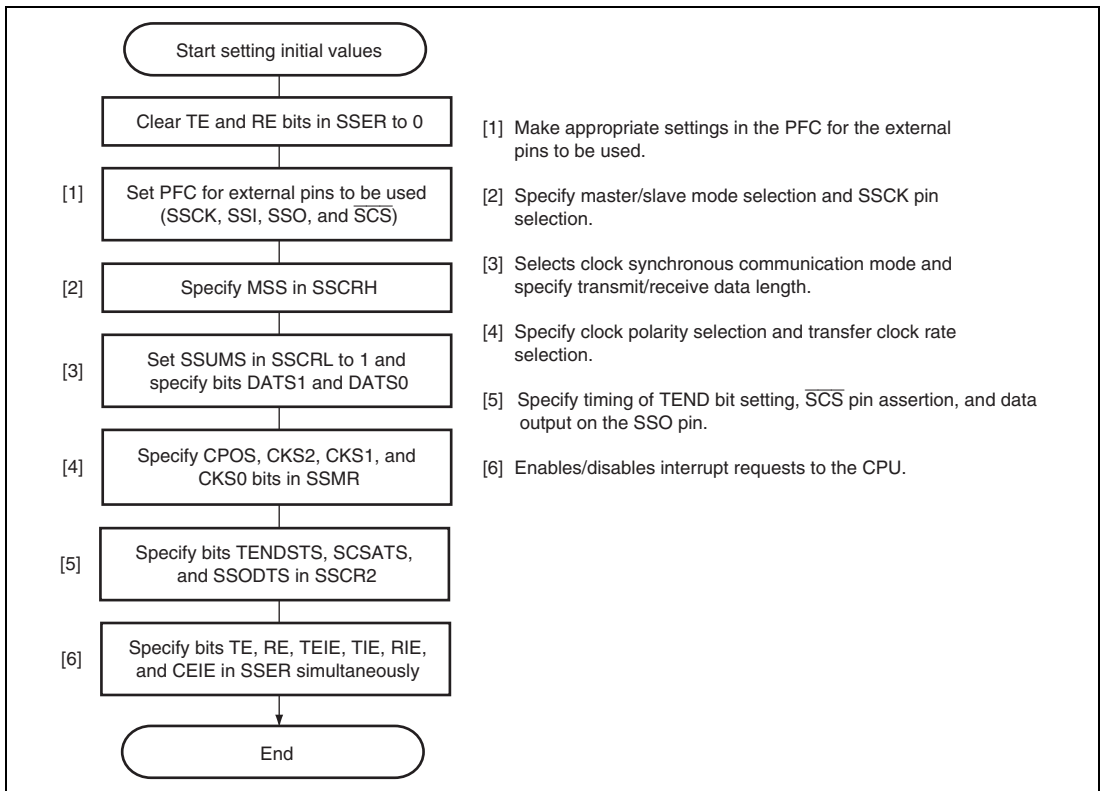 Start setting initial values
Clear TE and RE bits in SSER to 0
[1]
Set PFC for external pins to be used
(SSCK, SSI, SSO, and S̅C̅S̅)
[2]
Specify MSS in SSCRH
[3]
Set SSUMS in SSCRL to 1 and
specify bits DATS1 and DATS0
[4]
Specify CPOS, CKS2, CKS1, and
CKS0 bits in SSMR
[5]
Specify bits TENDSTS, SCSATS,
and SSODTS in SSCR2
[6]
Specify bits TE, RE, TEIE, TIE, RIE,
and CEIE in SSER simultaneously
End
[1] Make appropriate settings in the PFC for the external
pins to be used.
[2] Specify master/slave mode selection and SSCK pin
selection.
[3] Selects clock synchronous communication mode and
specify transmit/receive data length.
[4] Specify clock polarity selection and transfer clock rate
selection.
[5] Specify timing of TEND bit setting, S̅C̅S̅ pin assertion, and data
output on the SSO pin.
[6] Enables/disables interrupt requests to the CPU.